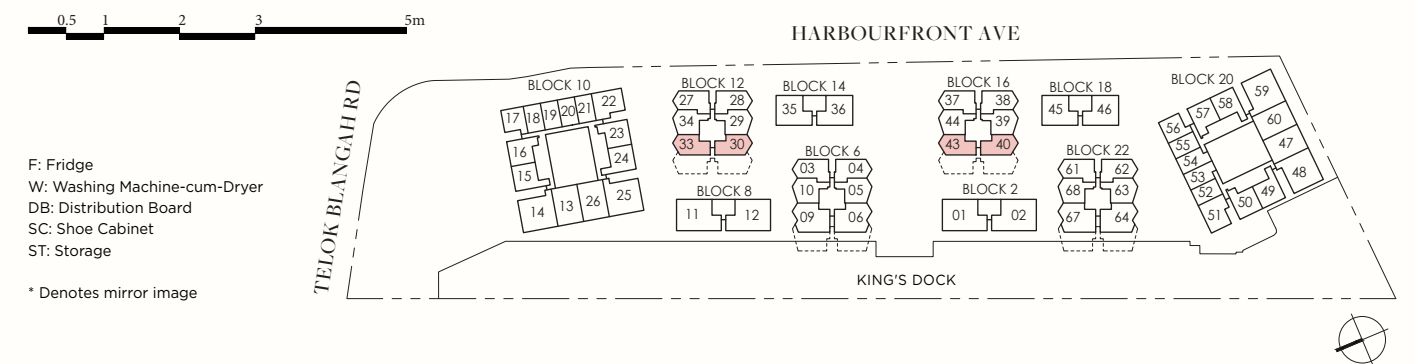 0.5 1 2 3 5m
HARBOURFRONT AVE
TELOK BLANGAH RD
F: Fridge
W: Washing Machine-cum-Dryer
DB: Distribution Board
SC: Shoe Cabinet
ST: Storage
* Denotes mirror image
BLOCK 10
17 18 19 20 21 22
23
16
24
15
14 13 26 25
BLOCK 12
27 28
34 29
33 30
BLOCK 14
35 36
BLOCK 8
11 12
BLOCK 6
03 04
10 05
09 06
BLOCK 16
37 38
44 39
43 40
BLOCK 18
45 46
BLOCK 2
01 02
BLOCK 22
61 62
68 63
67 64
BLOCK 20
59
58
57
60
56
55
47
54
53
48
52
49
50
51
KING'S DOCK